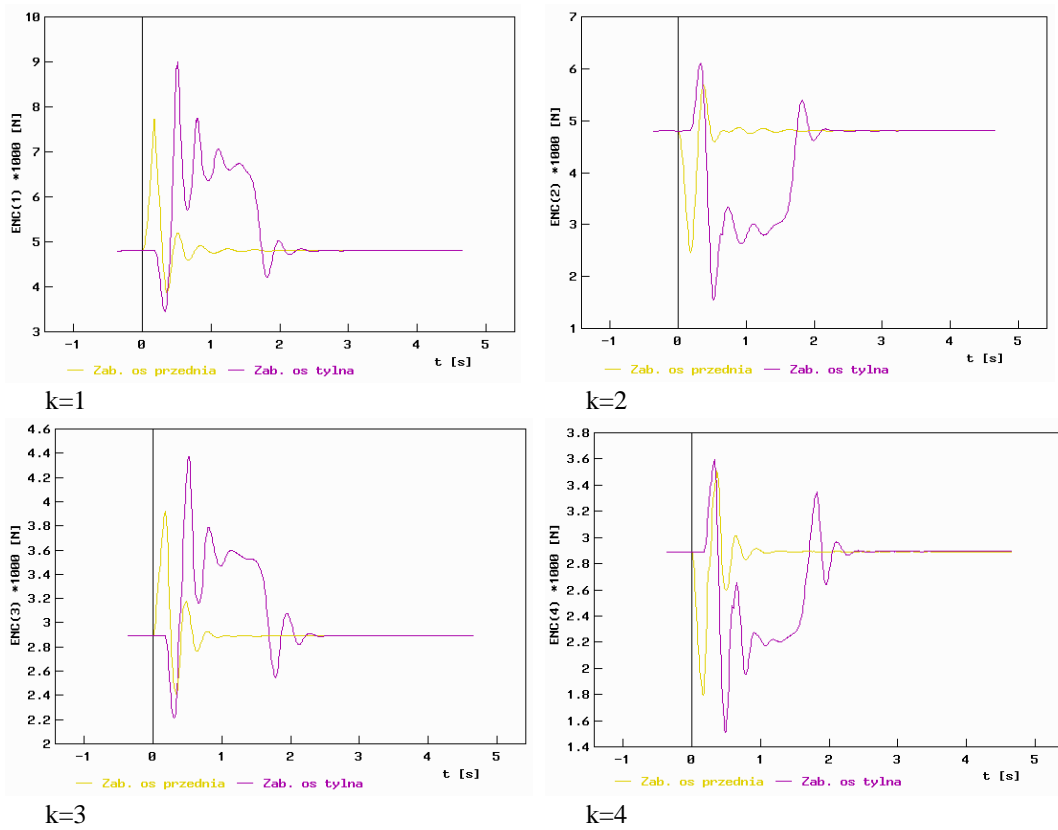 10
9
8
7
6
5
4
3
ENC(1) *1000 [N]
-1 0 1 2 3 4 5
t [s]
Zab. os przednia Zab. os tylna
k=1
7
6
5
4
3
2
1
ENC(2) *1000 [N]
-1 0 1 2 3 4 5
t [s]
Zab. os przednia Zab. os tylna
k=2
4.6
4.4
4.2
4
3.8
3.6
3.4
3.2
3
2.8
2.6
2.4
2.2
2
ENC(3) *1000 [N]
-1 0 1 2 3 4 5
t [s]
Zab. os przednia Zab. os tylna
k=3
3.8
3.6
3.4
3.2
3
2.8
2.6
2.4
2.2
2
1.8
1.6
1.4
ENC(4) *1000 [N]
-1 0 1 2 3 4 5
t [s]
Zab. os przednia Zab. os tylna
k=4